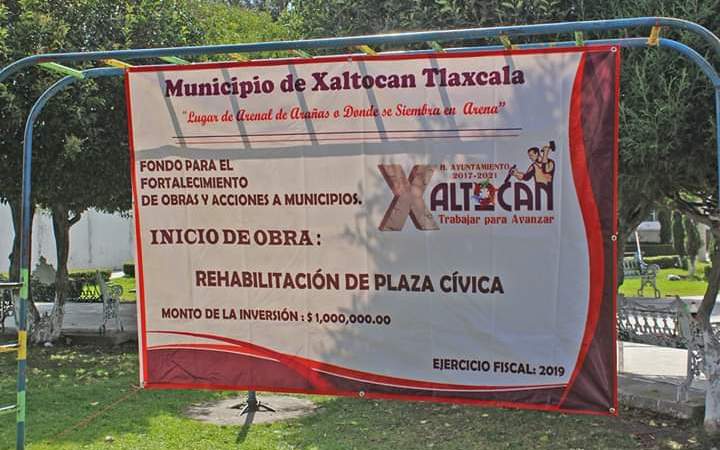 Municipio de Xaltocan Tlaxcala
"Lugar de Arenal de Arañas o Donde se Siembra en Arena"
FONDO PARA EL
FORTALECIMIENTO
DE OBRAS Y ACCIONES A MUNICIPIOS.
H. AYUNTAMIENTO
2017-2021
XALTOCAN
Trabajar para Avanzar
INICIO DE OBRA :
REHABILITACIÓN DE PLAZA CÍVICA
MONTO DE LA INVERSIÓN : $ 1,000,000.00
EJERCICIO FISCAL: 2019